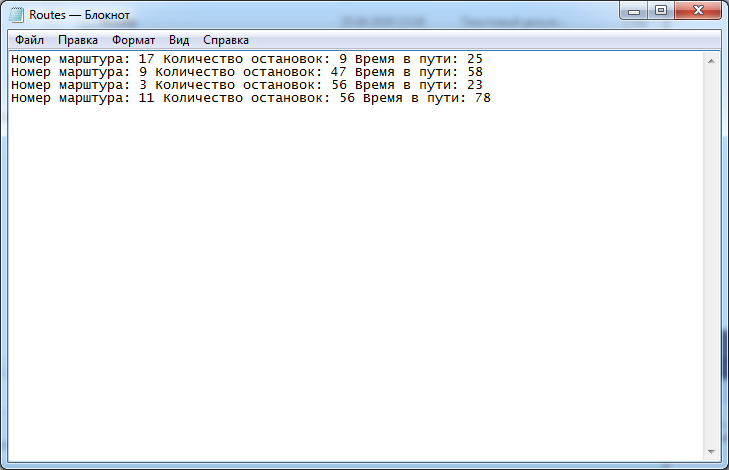 Routes — Блокнот
Файл Правка Формат Вид Справка
Номер марштура: 17 Количество остановок: 9 Время в пути: 25
Номер марштура: 9 Количество остановок: 47 Время в пути: 58
Номер марштура: 3 Количество остановок: 56 Время в пути: 23
Номер марштура: 11 Количество остановок: 56 Время в пути: 78